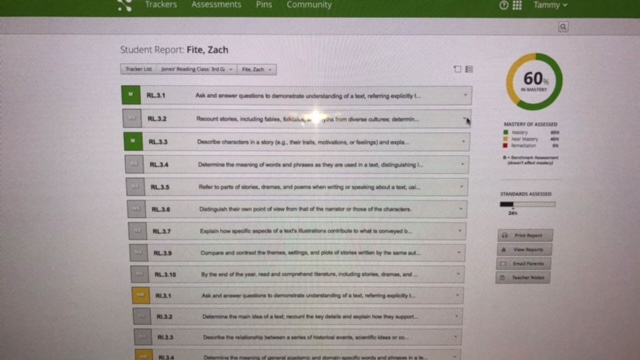 Trackers Assessments Pins Community Tammy
Student Report: Fite, Zach
Tracker List Jones' Reading Class: 3rd G Fite, Zach
M RL.3.1 Ask and answer questions to demonstrate understanding of a text, referring explicitly t...
RL.3.2 Recount stories, including fables, from diverse cultures; determin...
M RL.3.3 Describe characters in a story (e.g., their traits, motivations, or feelings) and expla...
RL.3.4 Determine the meaning of words and phrases as they are used in a text, distinguishing l...
RL.3.5 Refer to parts of stories, dramas, and poems when writing or speaking about a text, usi...
RL.3.6 Distinguish their own point of view from that of the narrator or those of the characters.
RL.3.7 Explain how specific aspects of a text's illustrations contribute to what is conveyed b...
RL.3.9 Compare and contrast the themes, settings, and plots of stories written by the same aut...
RL.3.10 By the end of the year, read and comprehend literature, including stories, dramas, and ...
RI.3.1 Ask and answer questions to demonstrate understanding of a text, referring explicitly t...
RI.3.2 Determine the main idea of a text; recount the key details and explain how they support...
RI.3.3 Describe the relationship between a series of historical events, scientific ideas or co...
RI.3.4 Determine the meaning of general academic and domain-specific words and phrases in a te...
60%
IN MASTERY
MASTERY OF ASSESSED
Mastery 60%
Near Mastery 40%
Remediation 0%
B = Benchmark Assessment
(doesn't affect mastery)
STANDARDS ASSESSED
24%
Print Report
View Reports
Email Parents
Teacher Notes